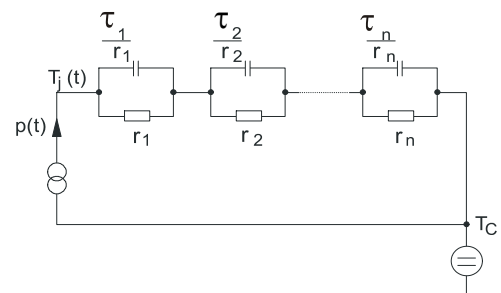 τ1/r1 τ2/r2 τn/rn
Tj(t)
p(t)
r1 r2 rn
TC